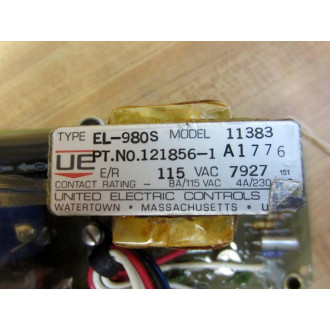 TYPE EL-980S MODEL 11383
UE PT.NO.121856-1 A1776
E/R 115 VAC 7927 151
CONTACT RATING - 8A/115 VAC 4A/230
UNITED ELECTRIC CONTROLS
WATERTOWN • MASSACHUSETTS • U